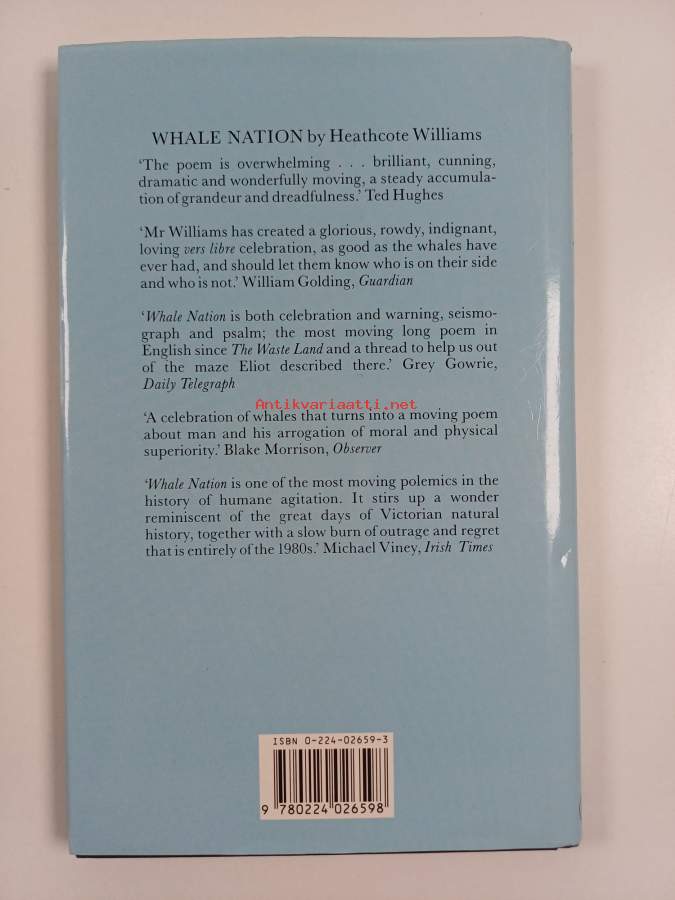 WHALE NATION by Heathcote Williams
‘The poem is overwhelming . . . brilliant, cunning,
dramatic and wonderfully moving, a steady accumula-
tion of grandeur and dreadfulness.’ Ted Hughes
‘Mr Williams has created a glorious, rowdy, indignant,
loving vers libre celebration, as good as the whales have
ever had, and should let them know who is on their side
and who is not.’ William Golding, Guardian
‘Whale Nation is both celebration and warning, seismo-
graph and psalm; the most moving long poem in
English since The Waste Land and a thread to help us out
of the maze Eliot described there.’ Grey Gowrie,
Daily Telegraph
Antikvariaatti.net
‘A celebration of whales that turns into a moving poem
about man and his arrogation of moral and physical
superiority.’ Blake Morrison, Observer
‘Whale Nation is one of the most moving polemics in the
history of humane agitation. It stirs up a wonder
reminiscent of the great days of Victorian natural
history, together with a slow burn of outrage and regret
that is entirely of the 1980s.’ Michael Viney, Irish Times
ISBN 0-224-02659-3
9 780224 026598